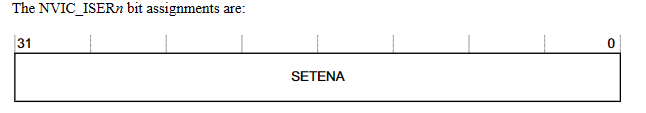 The NVIC_ISERn bit assignments are:
31 0
SETENA